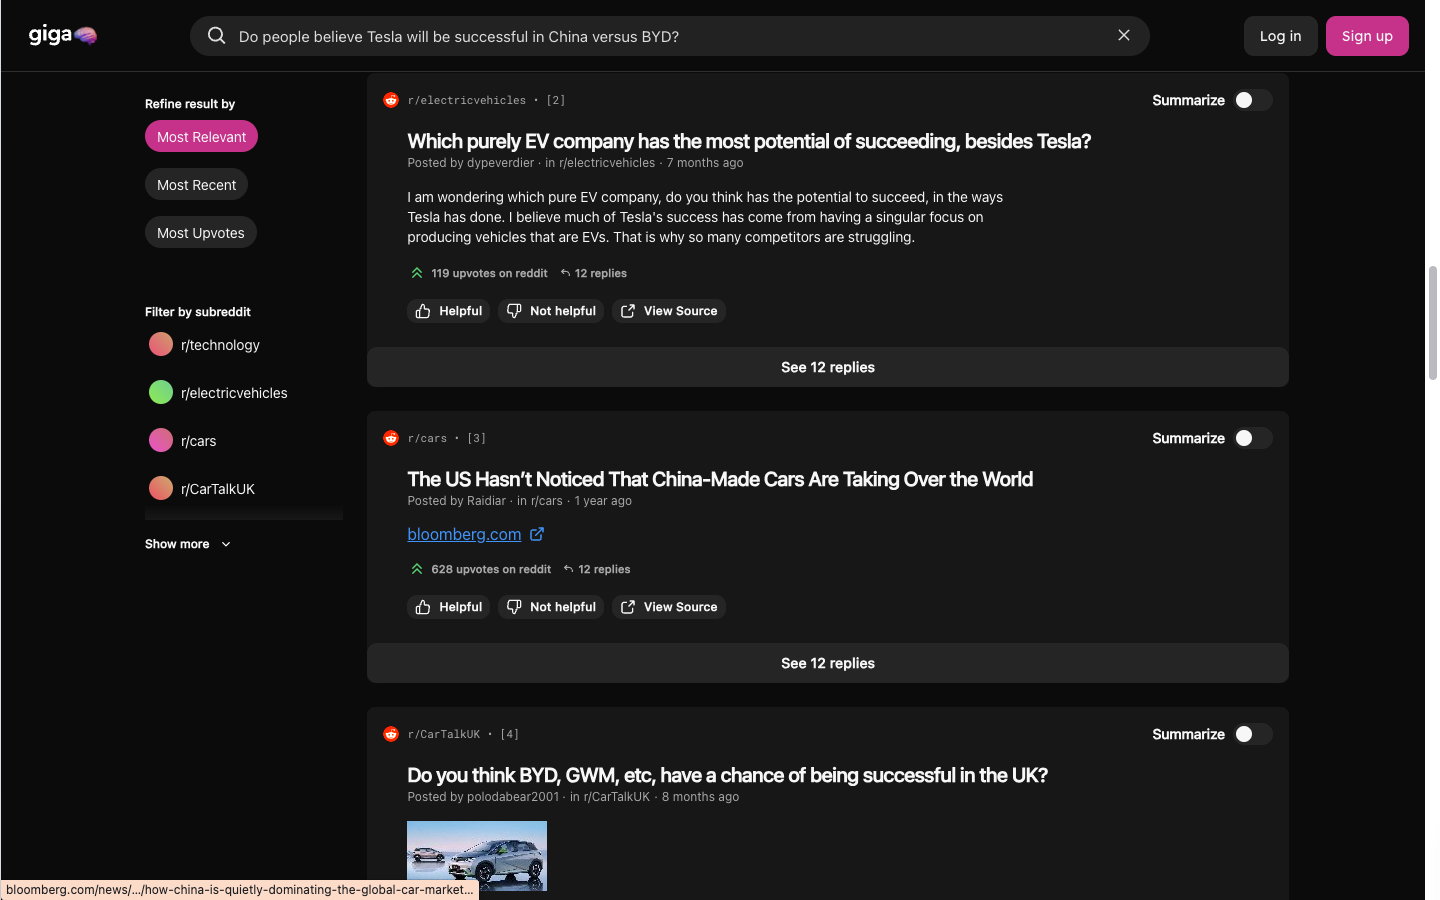 giga
Do people believe Tesla will be successful in China versus BYD?
Log in
Sign up
Refine result by
Most Relevant
Most Recent
Most Upvotes
Filter by subreddit
r/technology
r/electricvehicles
r/cars
r/CarTalkUK
Show more
r/electricvehicles • [2]
Summarize
Which purely EV company has the most potential of succeeding, besides Tesla?
Posted by dypeverdier · in r/electricvehicles · 7 months ago
I am wondering which pure EV company, do you think has the potential to succeed, in the ways
Tesla has done. I believe much of Tesla's success has come from having a singular focus on
producing vehicles that are EVs. That is why so many competitors are struggling.
119 upvotes on reddit 12 replies
Helpful Not helpful View Source
See 12 replies
r/cars • [3]
Summarize
The US Hasn’t Noticed That China-Made Cars Are Taking Over the World
Posted by Raidiar · in r/cars · 1 year ago
bloomberg.com
628 upvotes on reddit 12 replies
Helpful Not helpful View Source
See 12 replies
r/CarTalkUK • [4]
Summarize
Do you think BYD, GWM, etc, have a chance of being successful in the UK?
Posted by polodabear2001 · in r/CarTalkUK · 8 months ago
bloomberg.com/news/.../how-china-is-quietly-dominating-the-global-car-market...